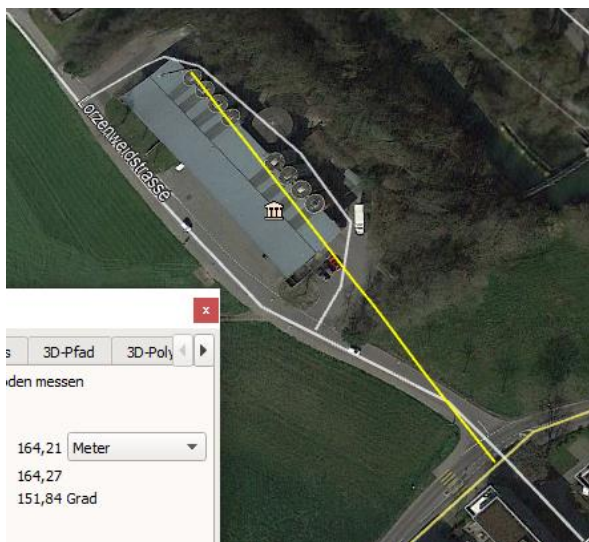 Lorzenweidstrasse
x
s
3D-Pfad
3D-Poly
oden messen
164,21 Meter
164,27
151,84 Grad